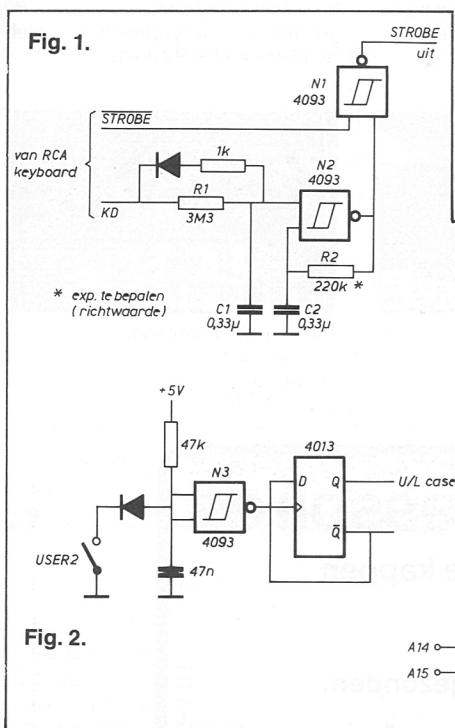 Fig. 1.
STROBE
uit
N1
4093
STROBE
van RCA
keyboard
1k
N2
4093
R1
3M3
KD
R2
220k *
* exp. te bepalen
(richtwaarde)
C1
0,33µ
C2
0,33µ
+5V
47k
N3
4093
4013
D
Q
Q
U/L case
USER2
47n
Fig. 2.
A14
A15